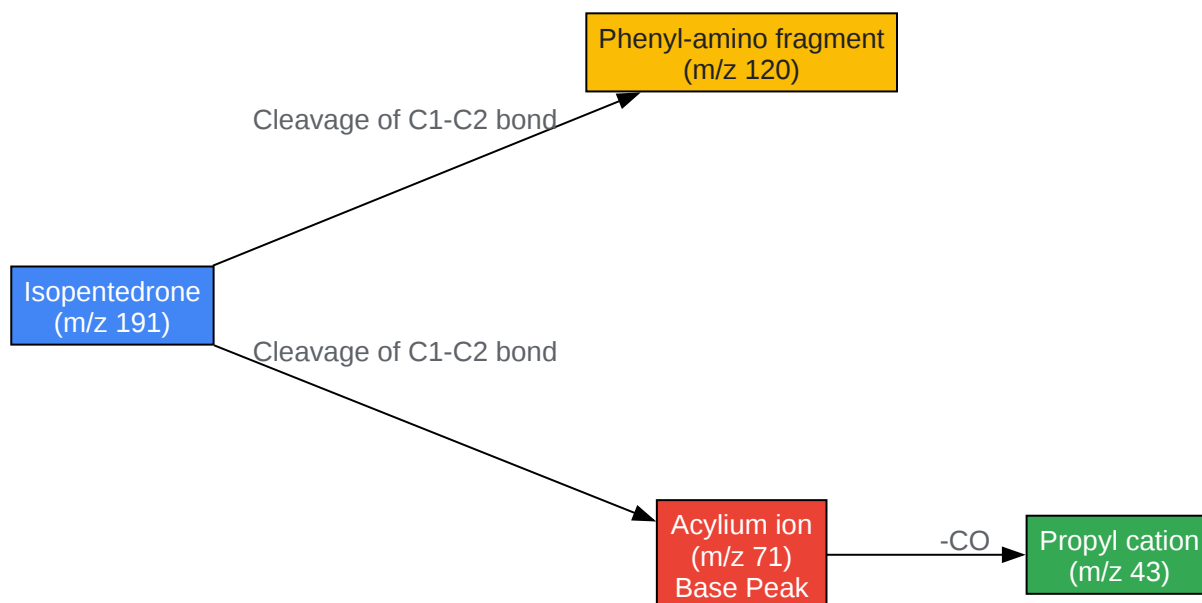 Phenyl-amino fragment
(m/z 120)
Cleavage of C1-C2 bond
Isopentedrone
(m/z 191)
Cleavage of C1-C2 bond
Acylium ion
(m/z 71)
Base Peak
-CO
Propyl cation
(m/z 43)